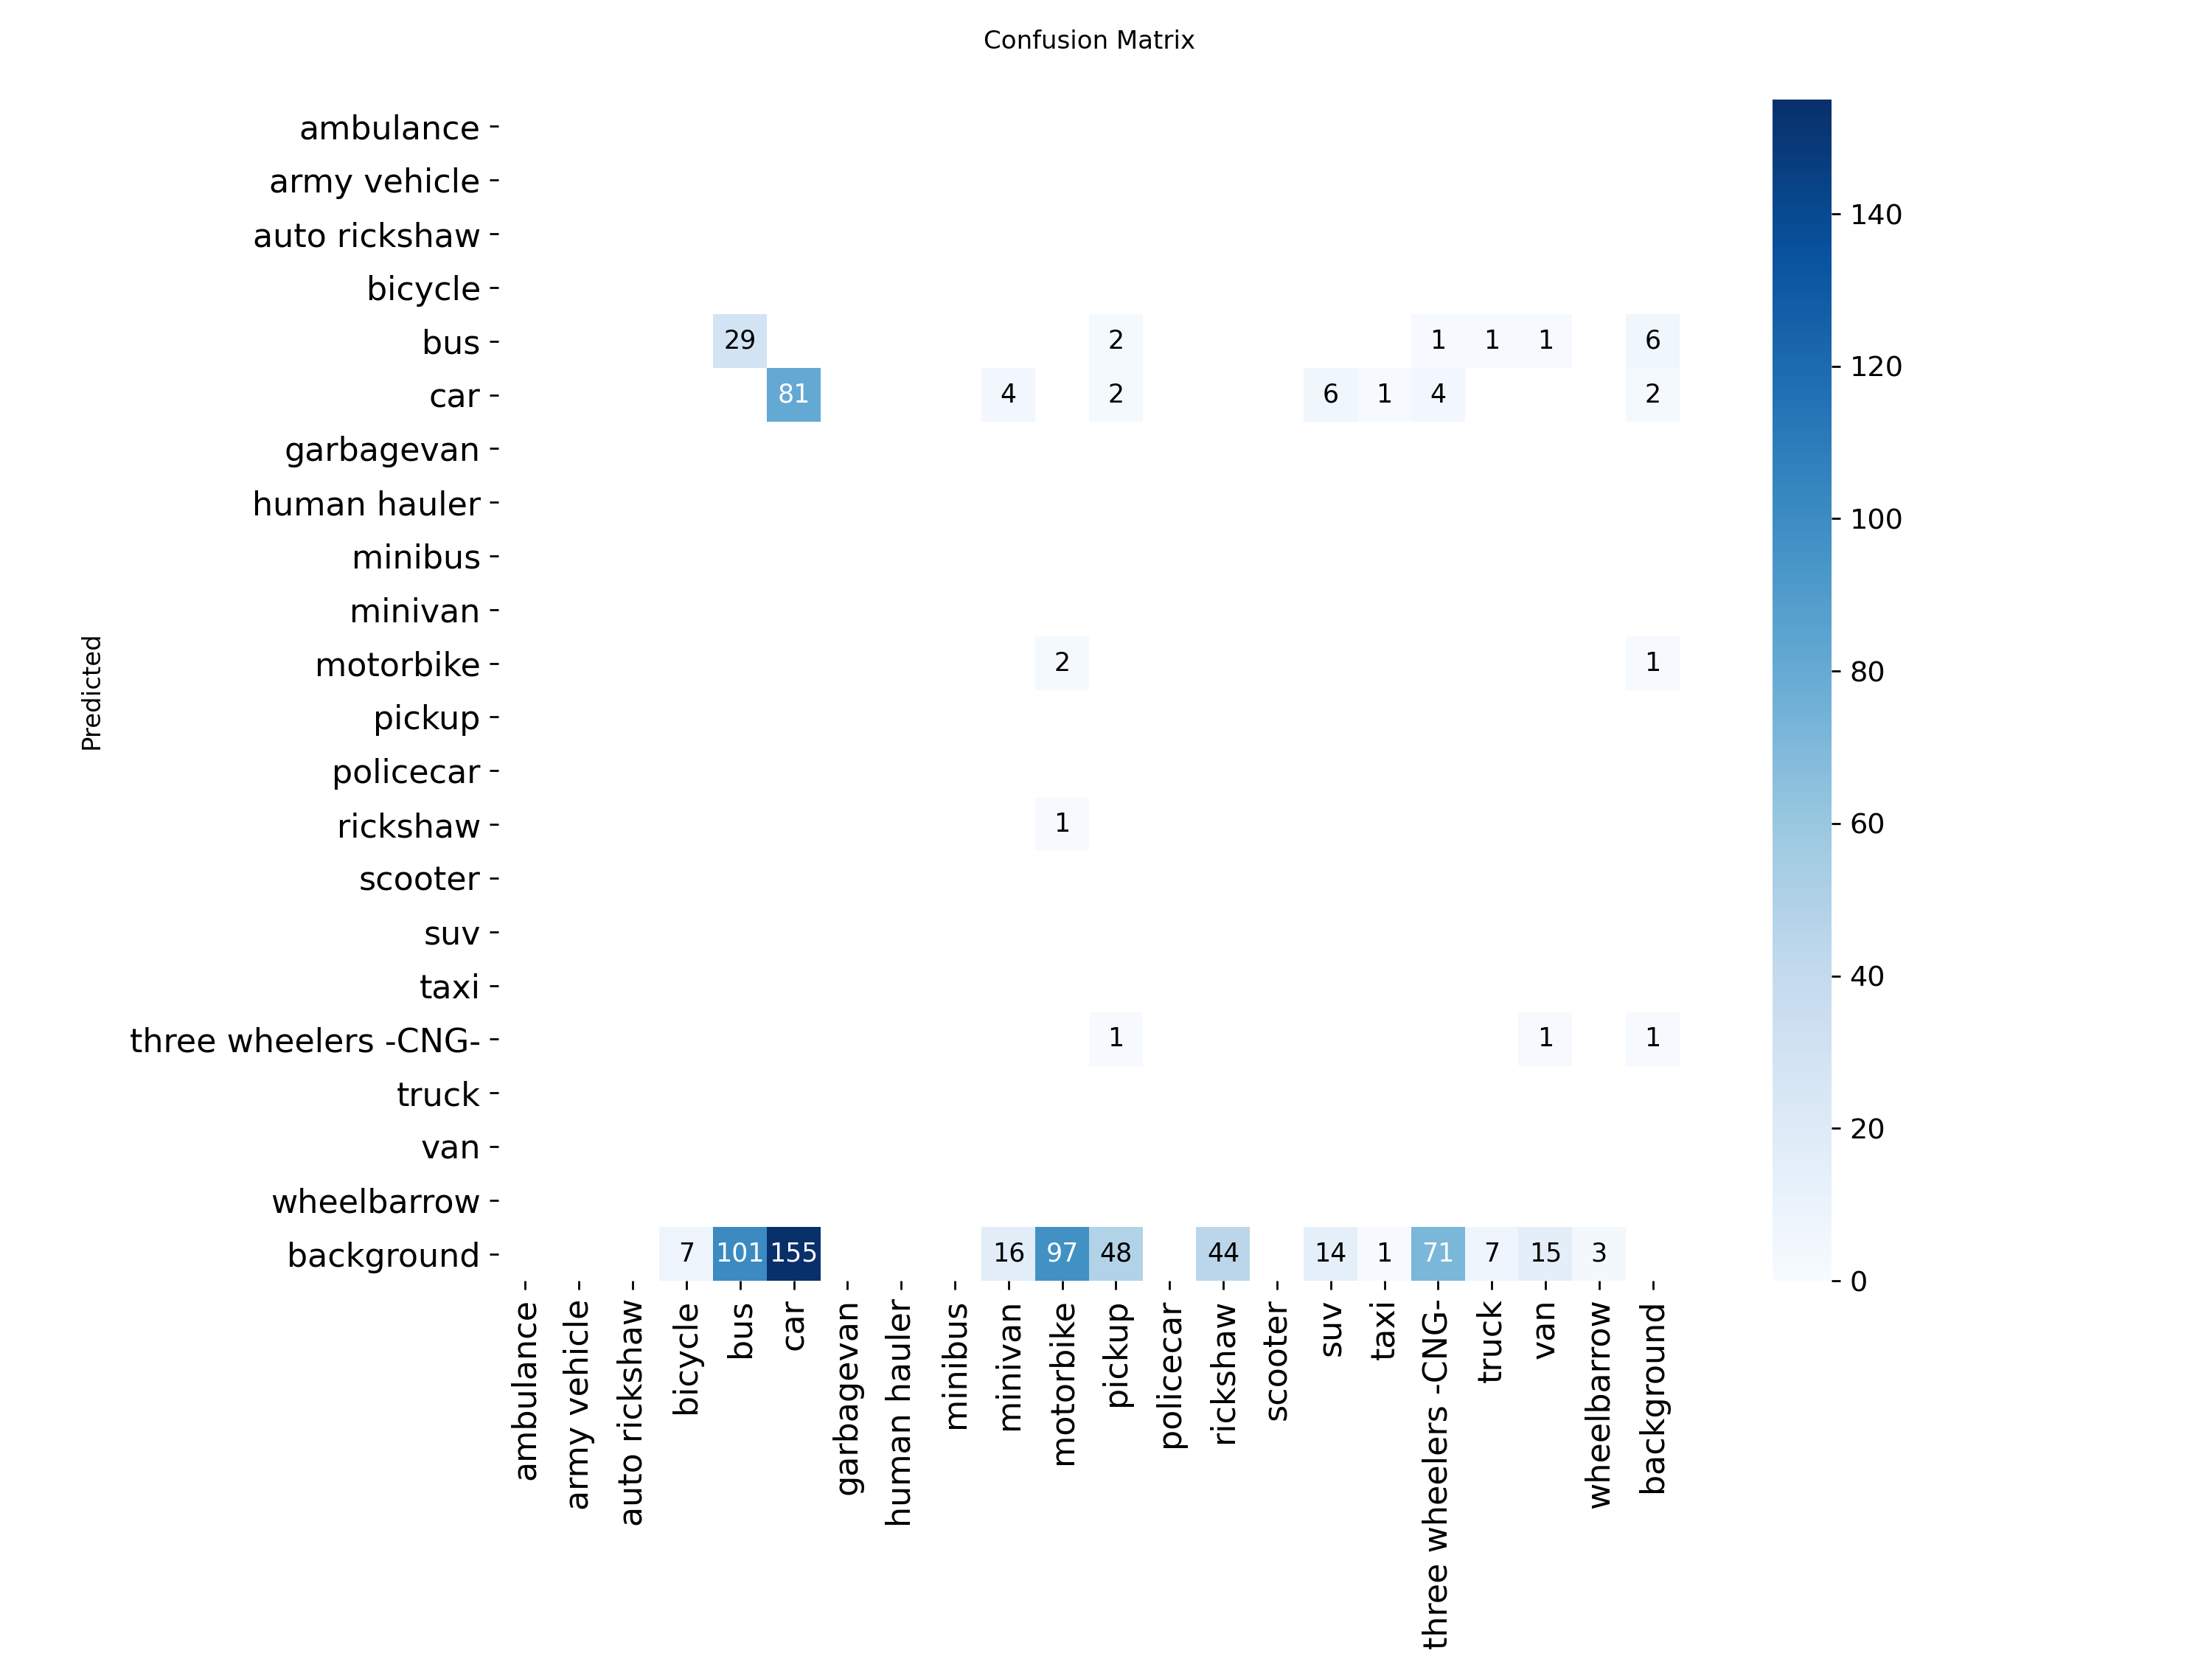 Confusion Matrix
ambulance
army vehicle
auto rickshaw
bicycle
bus 29 2 1 1 1 6
car 81 4 2 6 1 4 2
garbagevan
human hauler
minibus
minivan
motorbike 2 1
pickup
policecar
rickshaw 1
scooter
suv
taxi
three wheelers -CNG- 1 1 1
truck
van
wheelbarrow
background 7 101 155 16 97 48 44 14 1 71 7 15 3
Predicted
ambulance
army vehicle
auto rickshaw
bicycle
bus
car
garbagevan
human hauler
minibus
minivan
motorbike
pickup
policecar
rickshaw
scooter
suv
taxi
three wheelers -CNG-
truck
van
wheelbarrow
background
140
120
100
80
60
40
20
0